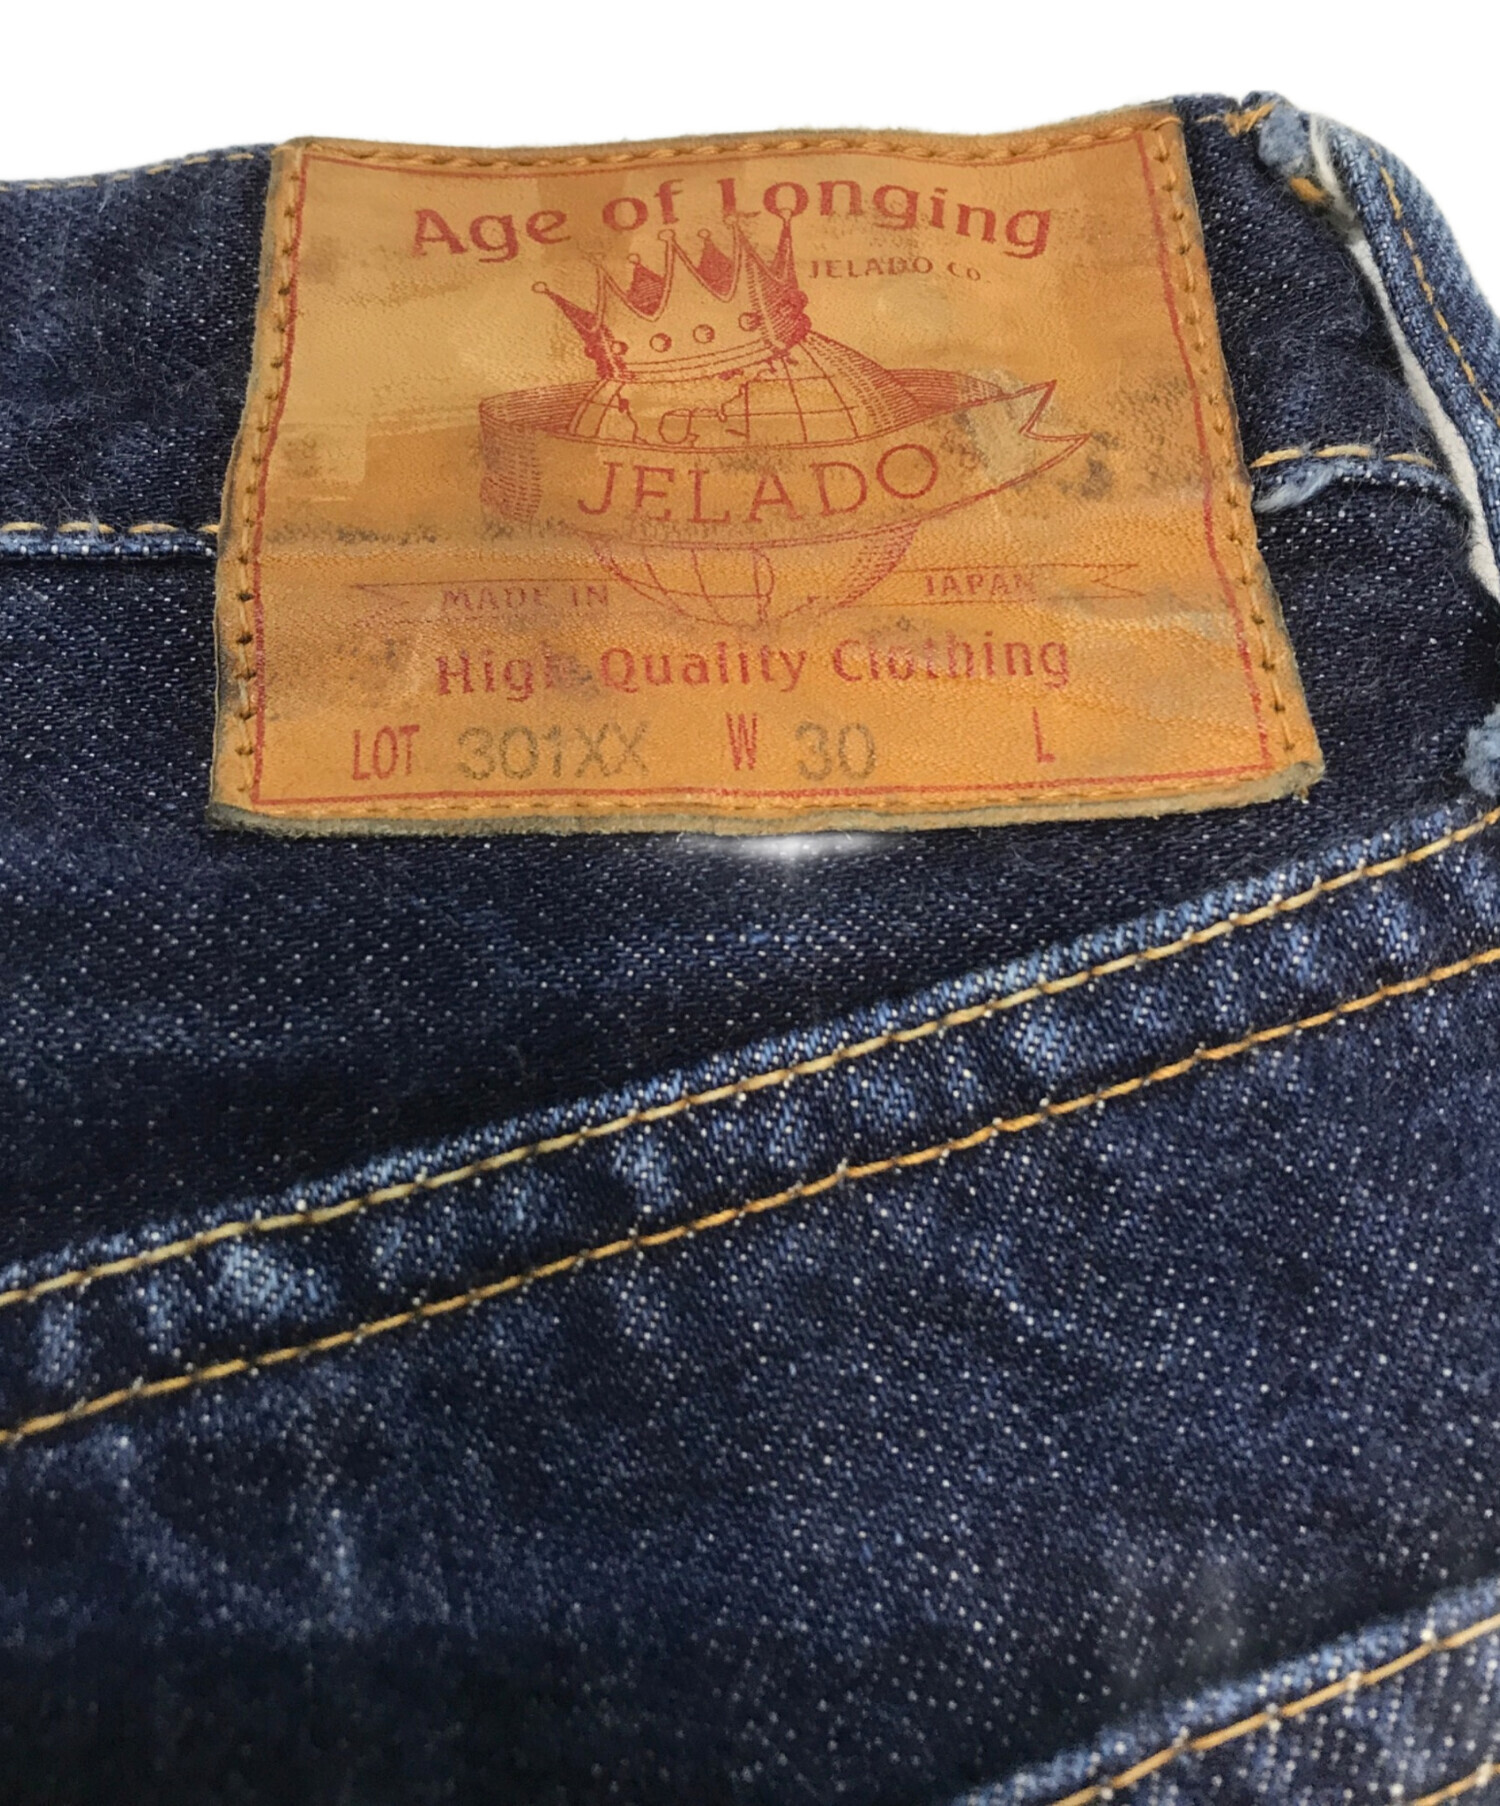 Age of Longing
JELADO CO.
JELADO
MADE IN JAPAN
High Quality Clothing
LOT 301XX W 30 L